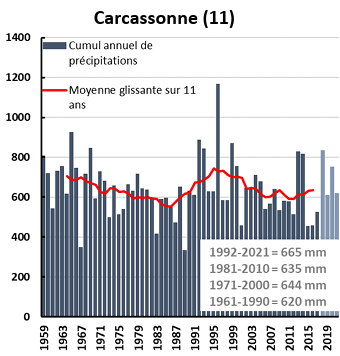 Carcassonne (11)
1400
1200
1000
800
600
400
200
0
Cumul annuel de
précipitations
Moyenne glissante sur 11
ans
1992-2021 = 665 mm
1981-2010 = 635 mm
1971-2000 = 644 mm
1961-1990 = 620 mm
1959
1963
1967
1971
1975
1979
1983
1987
1991
1995
1999
2003
2007
2011
2015
2019